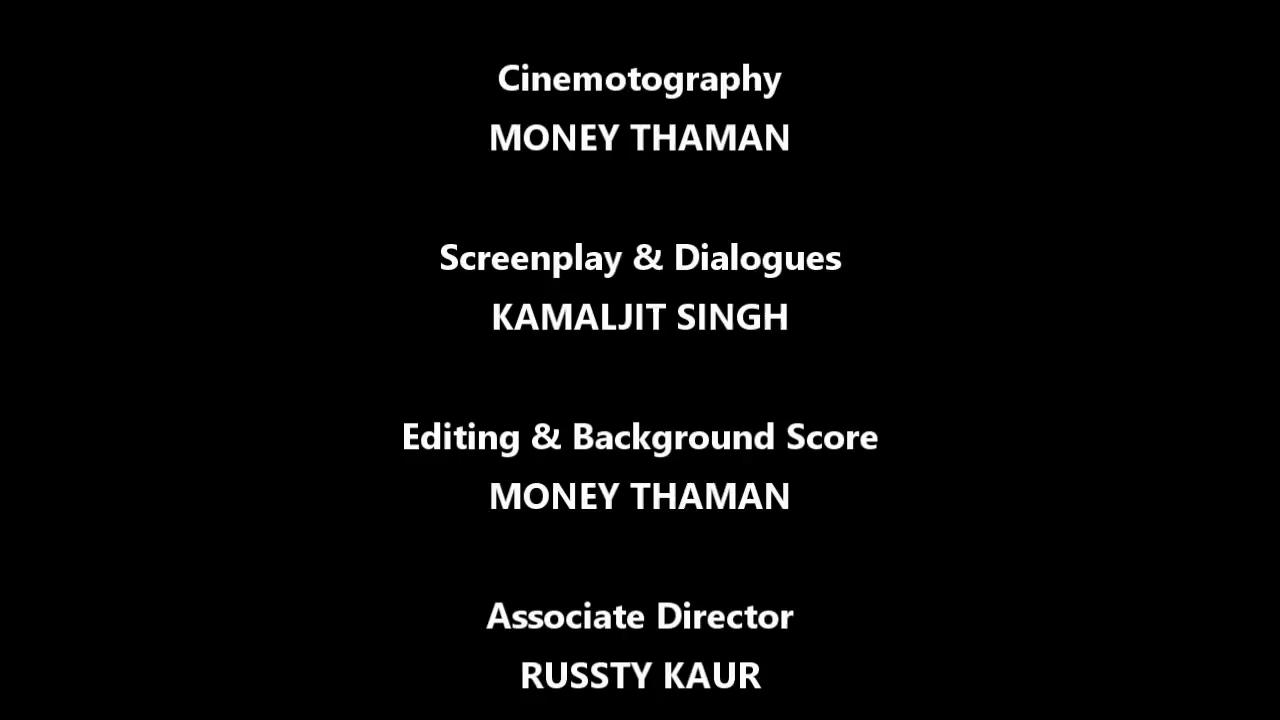 Cinemotography
MONEY THAMAN
Screenplay & Dialogues
KAMALJIT SINGH
Editing & Background Score
MONEY THAMAN
Associate Director
RUSSTY KAUR